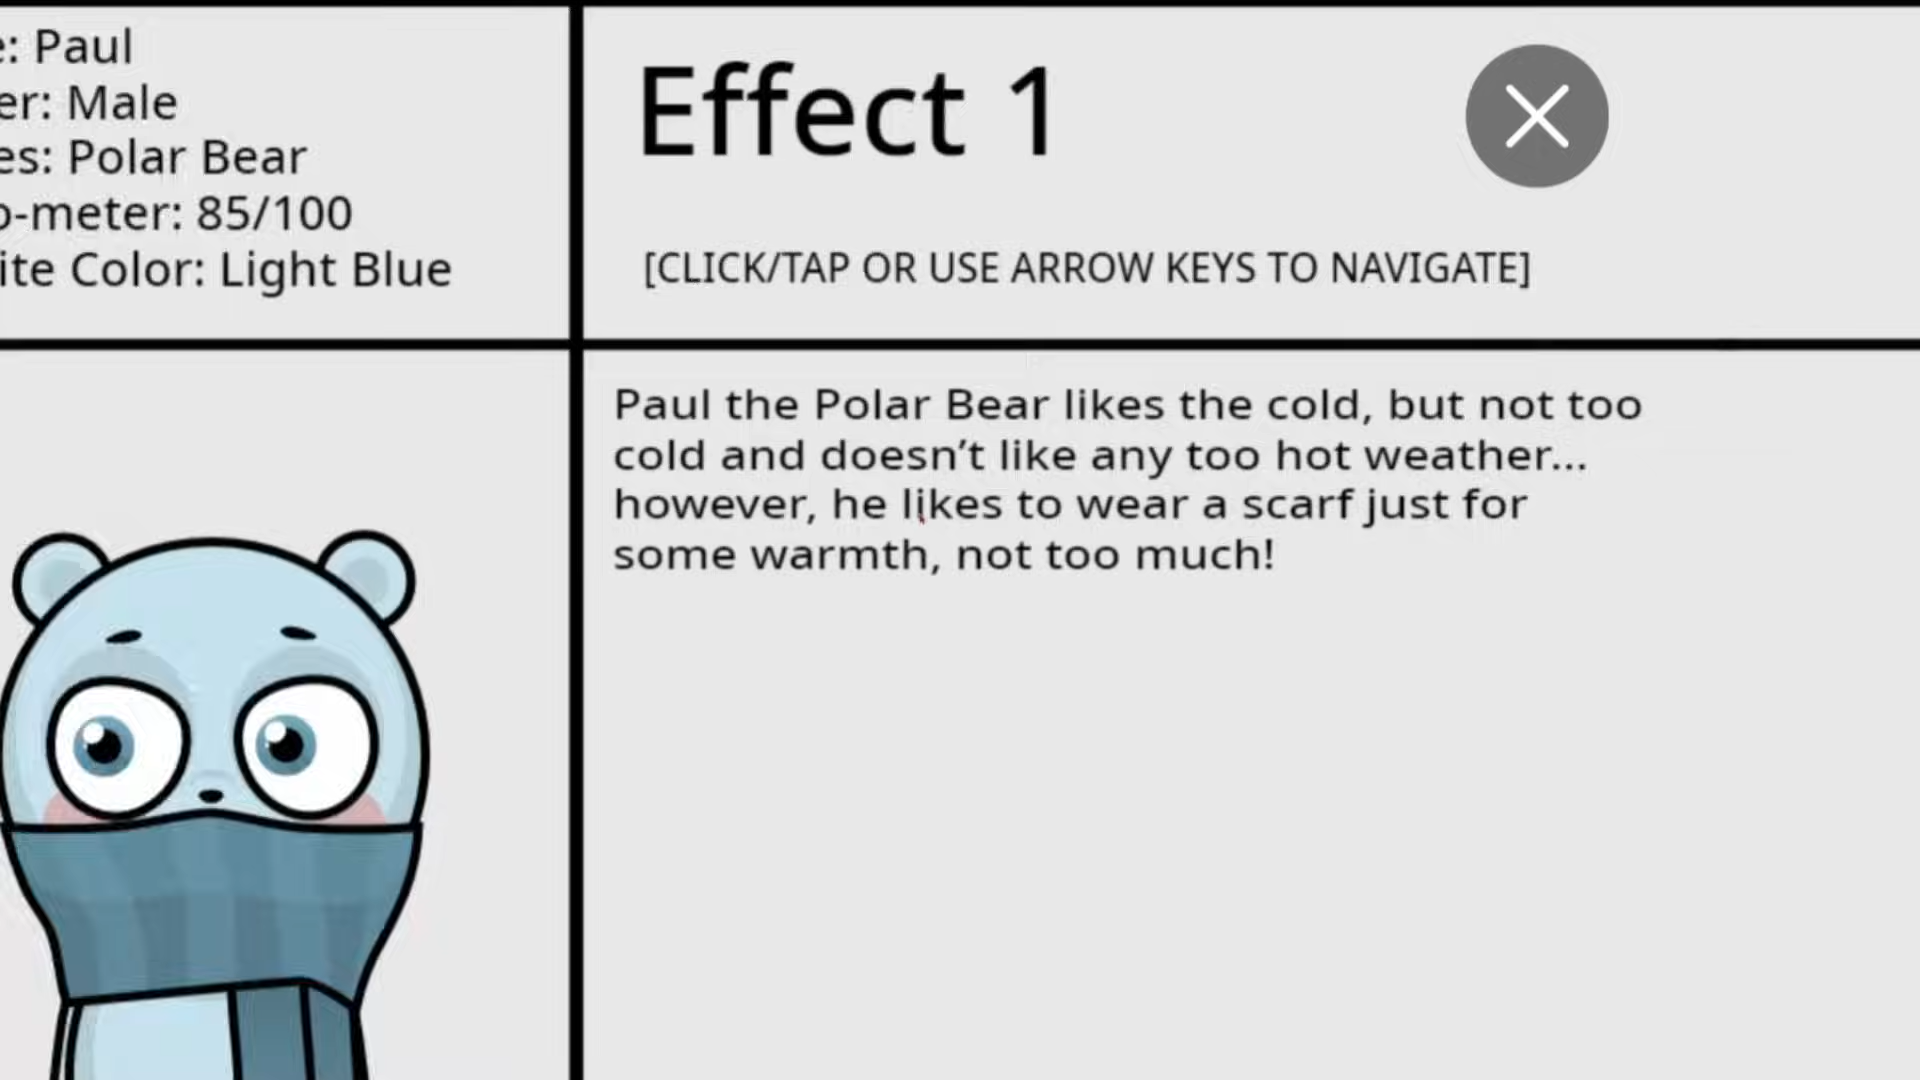 e: Paul
er: Male
es: Polar Bear
o-meter: 85/100
ite Color: Light Blue
Effect 1
[CLICK/TAP OR USE ARROW KEYS TO NAVIGATE]
Paul the Polar Bear likes the cold, but not too
cold and doesn’t like any too hot weather...
however, he likes to wear a scarf just for
some warmth, not too much!